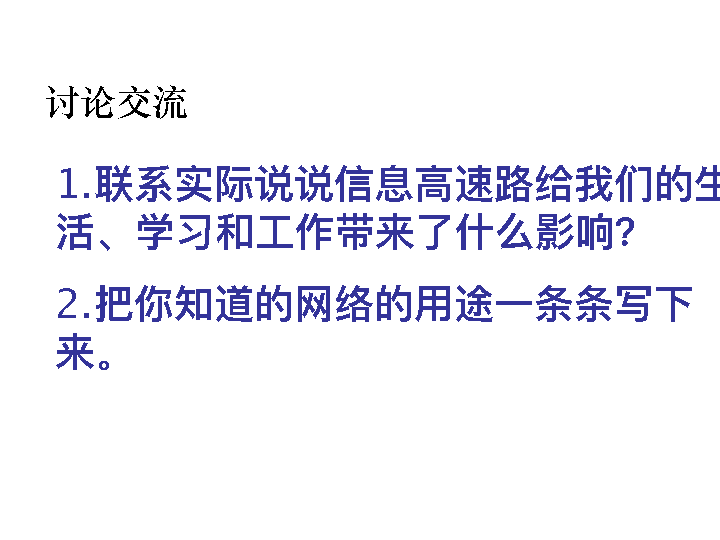 讨论交流
1.联系实际说说信息高速路给我们的生
活、学习和工作带来了什么影响?
2.把你知道的网络的用途一条条写下
来。